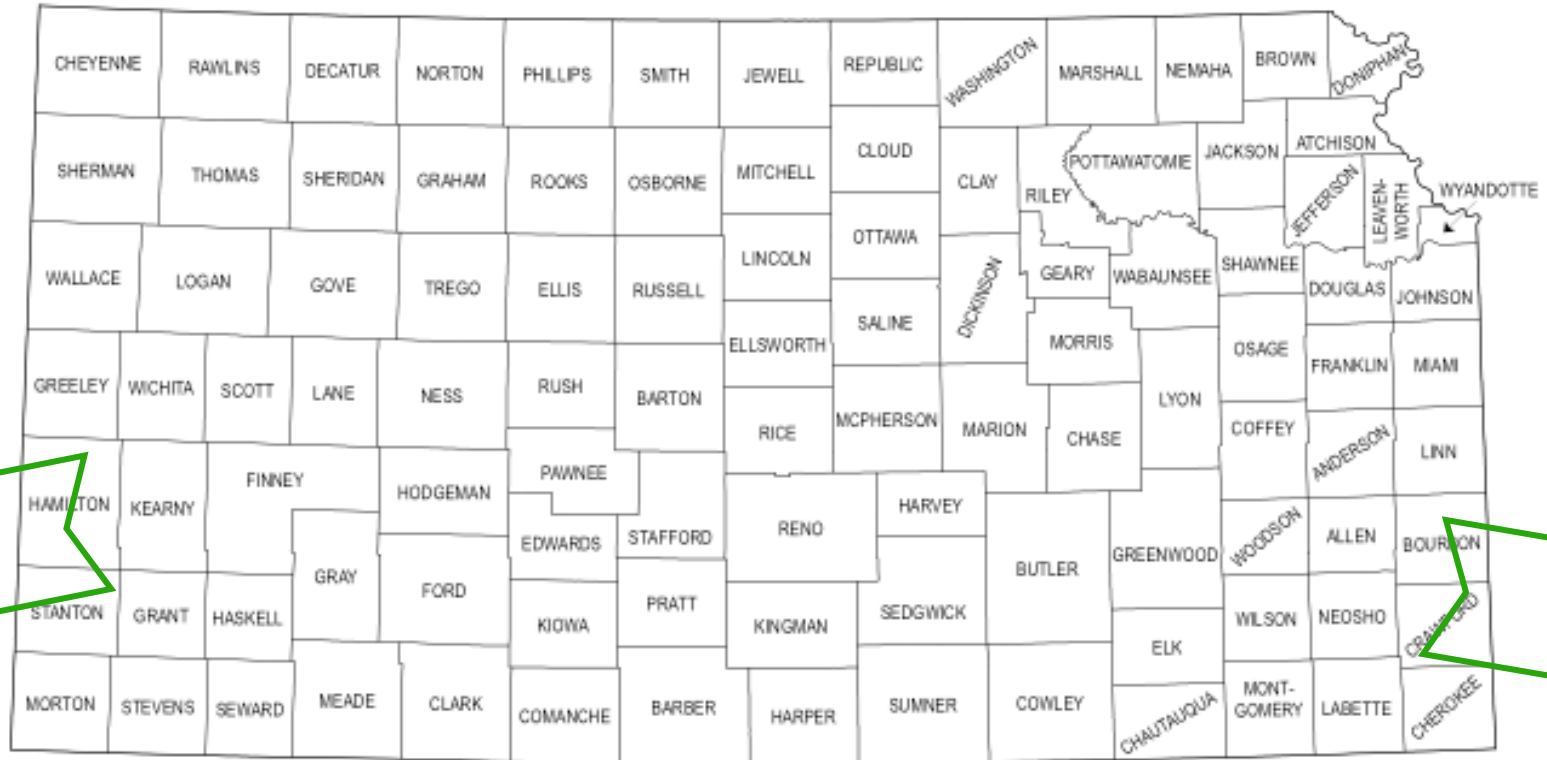 CHEYENNE
RAWLINS
DECATUR
NORTON
PHILLIPS
SMITH
JEWELL
REPUBLIC
WASHINGTON
MARSHALL
NEMAHA
BROWN
DONIPHAN
SHERMAN
THOMAS
SHERIDAN
GRAHAM
ROOKS
OSBORNE
MITCHELL
CLOUD
CLAY
RILEY
POTTAWATOMIE
JACKSON
ATCHISON
JEFFERSON
LEAVEN-
WORTH
WYANDOTTE
WALLACE
LOGAN
GOVE
TREGO
ELLIS
RUSSELL
LINCOLN
OTTAWA
DICKINSON
GEARY
WABAUNSEE
SHAWNEE
DOUGLAS
JOHNSON
GREELEY
WICHITA
SCOTT
LANE
NESS
RUSH
BARTON
ELLSWORTH
SALINE
MORRIS
OSAGE
FRANKLIN
MIAMI
RICE
MCPHERSON
MARION
CHASE
LYON
COFFEY
ANDERSON
LINN
HAMILTON
KEARNY
FINNEY
HODGEMAN
PAWNEE
EDWARDS
STAFFORD
RENO
HARVEY
BUTLER
GREENWOOD
WOODSON
ALLEN
BOURBON
STANTON
GRANT
HASKELL
GRAY
FORD
KIOWA
PRATT
KINGMAN
SEDGWICK
ELK
WILSON
NEOSHO
CRAWFORD
MORTON
STEVENS
SEWARD
MEADE
CLARK
COMANCHE
BARBER
HARPER
SUMNER
COWLEY
CHAUTAUQUA
MONT-
GOMERY
LABETTE
CHEROKEE